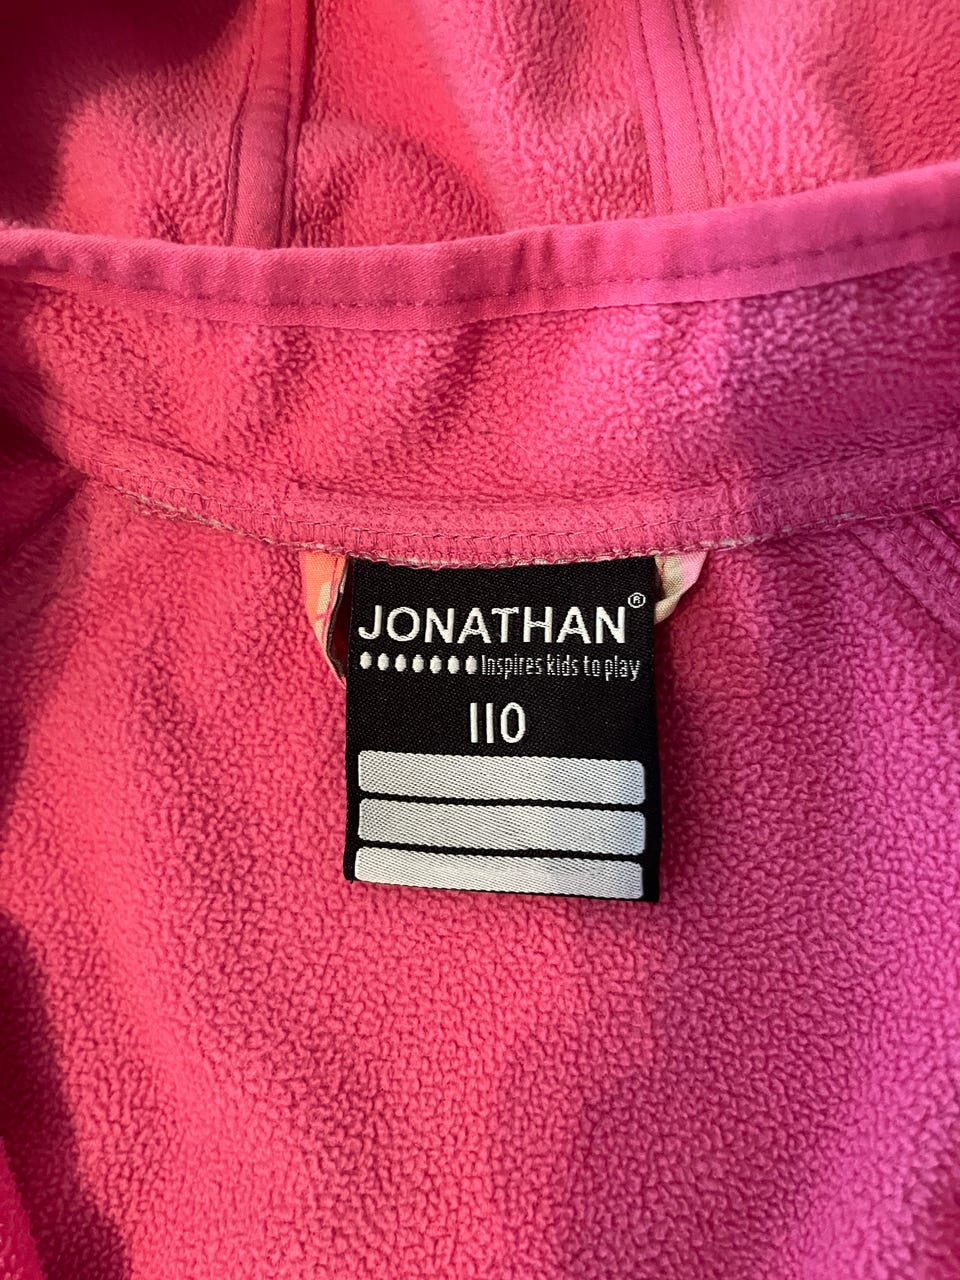 JONATHAN®
Inspires kids to play
110